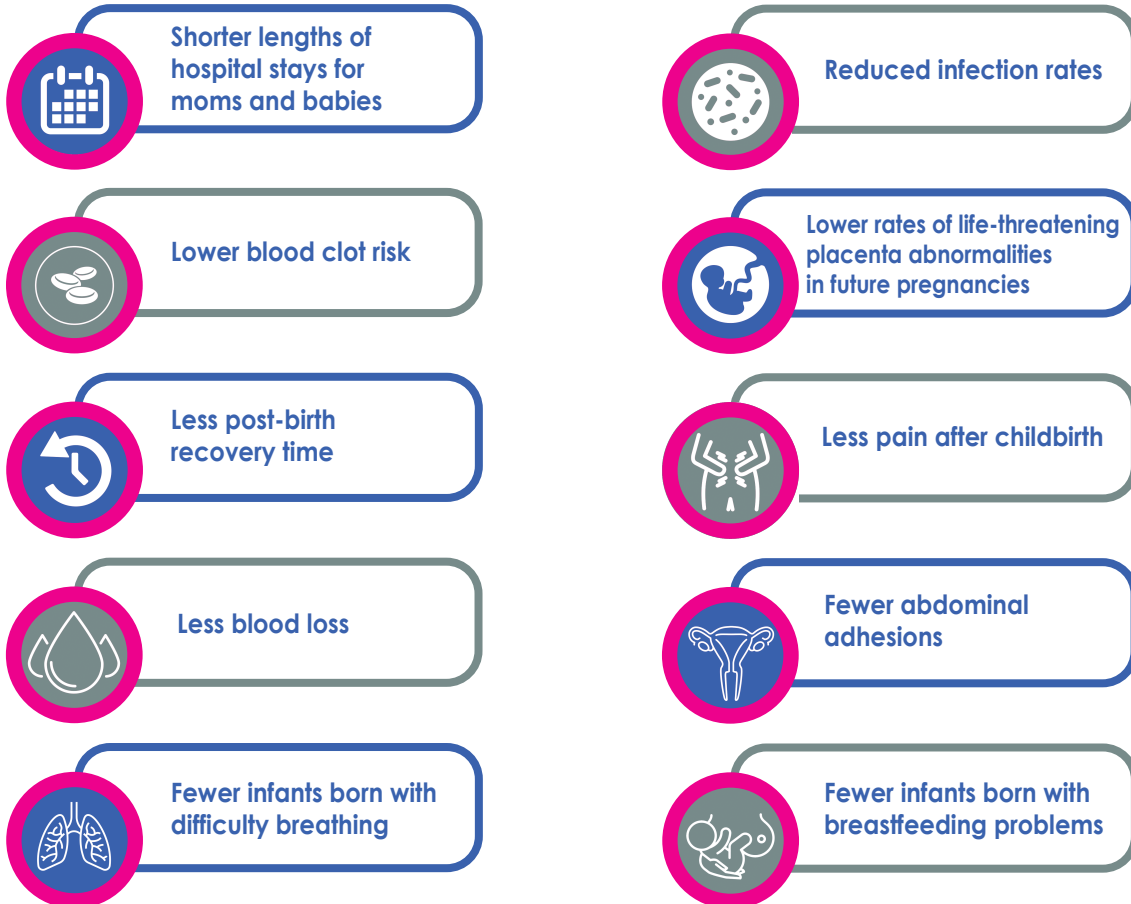 Shorter lengths of
hospital stays for
moms and babies
Reduced infection rates
Lower blood clot risk
Lower rates of life-threatening
placenta abnormalities
in future pregnancies
Less post-birth
recovery time
Less pain after childbirth
Less blood loss
Fewer abdominal
adhesions
Fewer infants born with
difficulty breathing
Fewer infants born with
breastfeeding problems